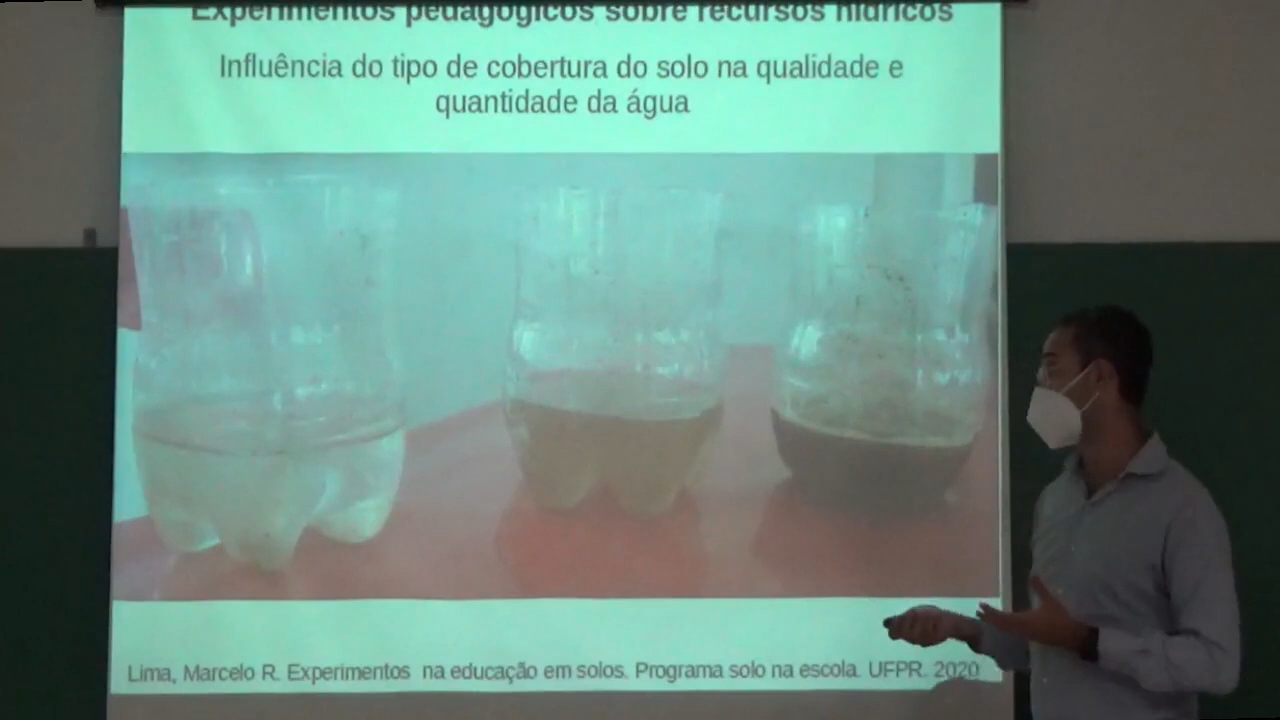 Experimentos pedagógicos sobre recursos hídricos
Influência do tipo de cobertura do solo na qualidade e
quantidade da água
Lima, Marcelo R. Experimentos na educação em solos. Programa solo na escola. UFPR. 2020